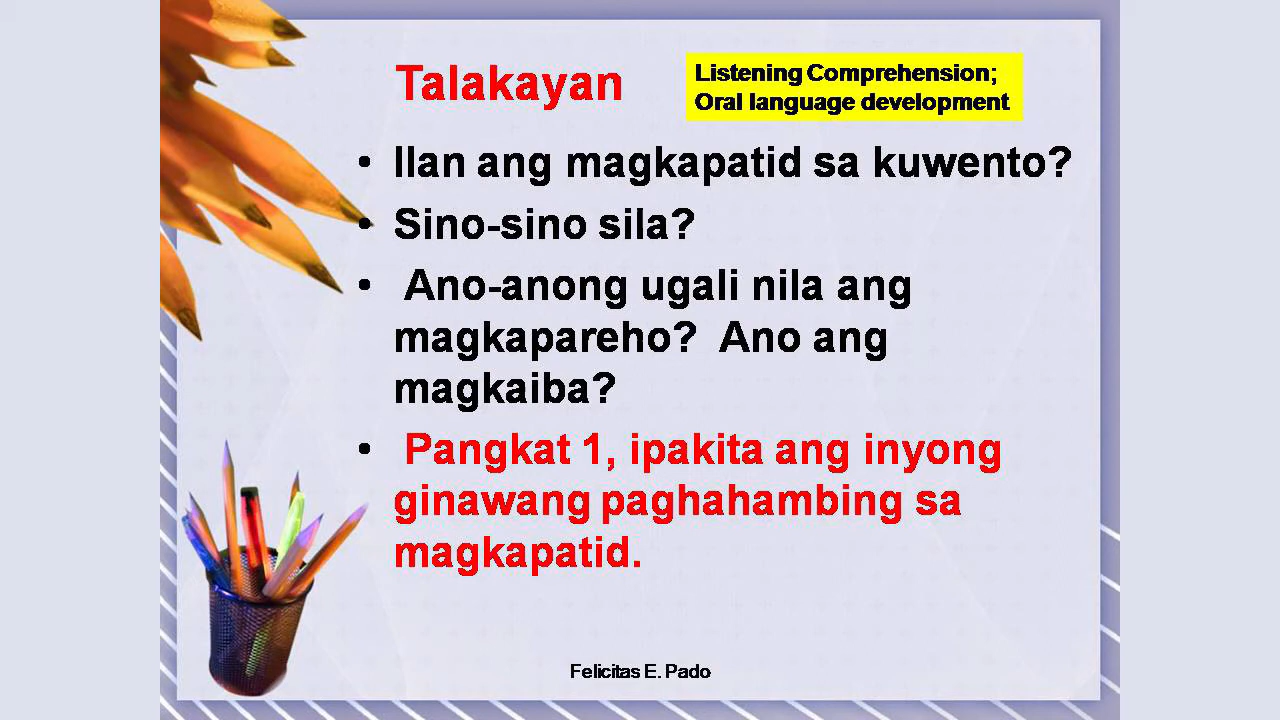 Talakayan
Listening Comprehension;
Oral language development
• Ilan ang magkapatid sa kuwento?
• Sino-sino sila?
• Ano-anong ugali nila ang
magkapareho? Ano ang
magkaiba?
• Pangkat 1, ipakita ang inyong
ginawang paghahambing sa
magkapatid.
Felicitas E. Pado